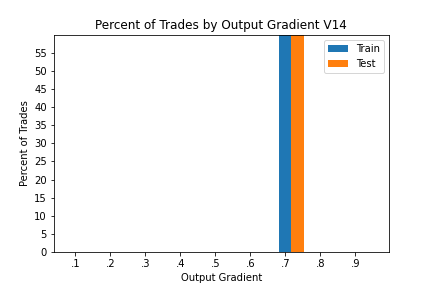 Percent of Trades by Output Gradient V14
Train
Test
Percent of Trades
55
50
45
40
35
30
25
20
15
10
5
0
.1 .2 .3 .4 .5 .6 .7 .8 .9
Output Gradient